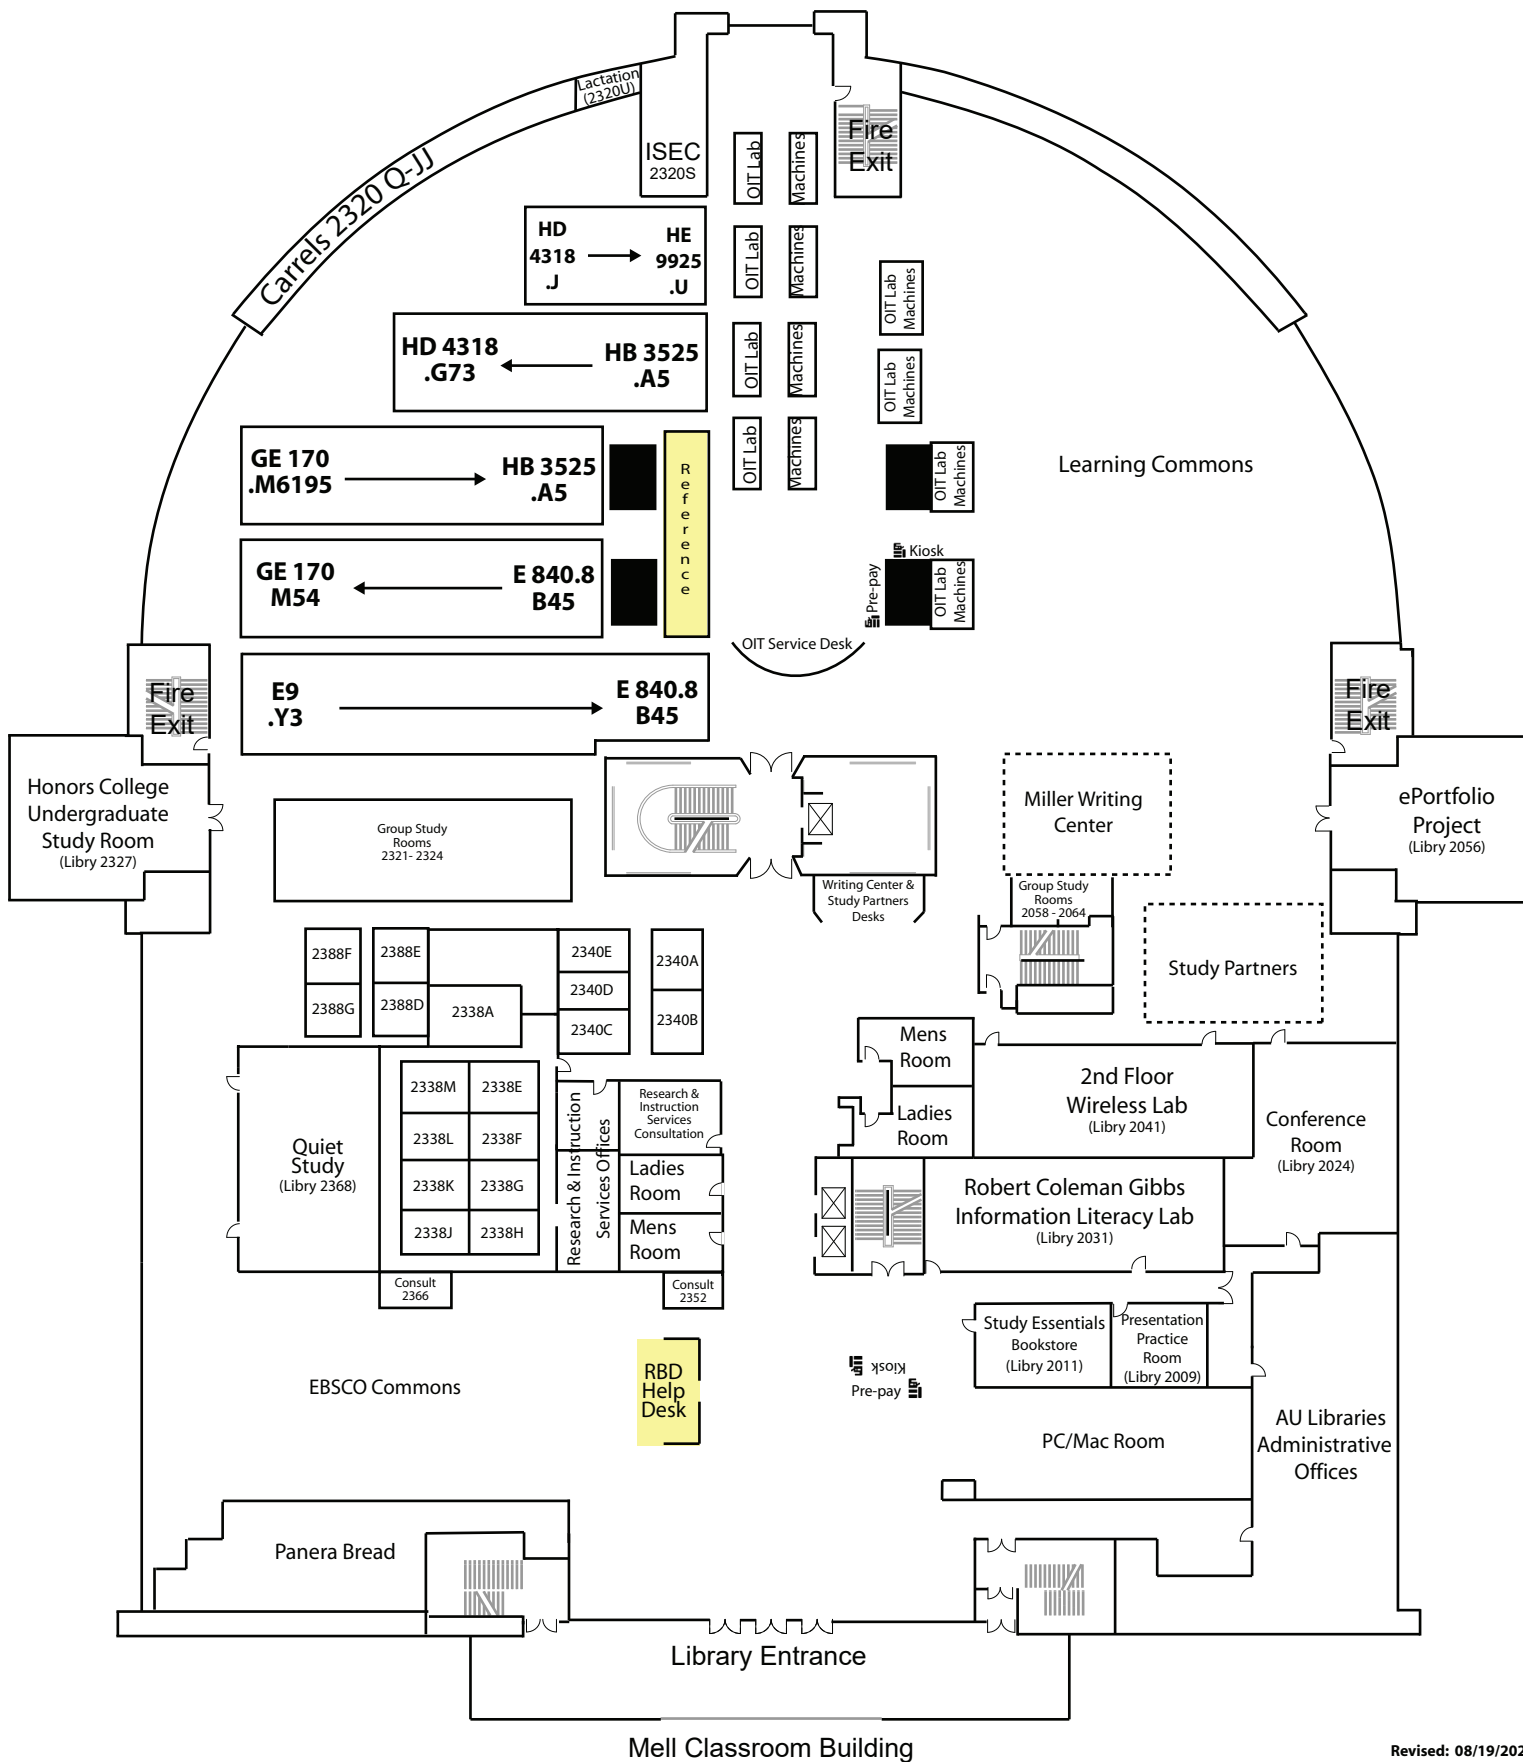 Lactation
(2320U)
Carrels 2320 Q-JJ
ISEC
2320S
Fire
Exit
OIT Lab
Machines
OIT Lab
Machines
OIT Lab
Machines
OIT Lab
Machines
OIT Lab
Machines
OIT Lab
Machines
HD
4318
.J
HE
9925
.U
HD 4318
.G73
HB 3525
.A5
GE 170
.M6195
HB 3525
.A5
Reference
OIT Lab
Machines
Learning Commons
GE 170
M54
E 840.8
B45
Kiosk
Pre-pay
OIT Lab
Machines
OIT Service Desk
E9
.Y3
E 840.8
B45
Fire
Exit
Fire
Exit
Honors College
Undergraduate
Study Room
(Libry 2327)
Group Study
Rooms
2321- 2324
Miller Writing
Center
ePortfolio
Project
(Libry 2056)
Writing Center &
Study Partners
Desks
Group Study
Rooms
2058 - 2064
Study Partners
2388F
2388E
2340E
2340A
2388G
2388D
2338A
2340D
2340C
2340B
Mens
Room
Ladies
Room
2nd Floor
Wireless Lab
(Libry 2041)
Conference
Room
(Libry 2024)
Quiet
Study
(Libry 2368)
2338M
2338E
2338L
2338F
2338K
2338G
2338J
2338H
Research & Instruction
Services Offices
Research &
Instruction
Services
Consultation
Ladies
Room
Mens
Room
Robert Coleman Gibbs
Information Literacy Lab
(Libry 2031)
Consult
2366
Consult
2352
Study Essentials
Bookstore
(Libry 2011)
Presentation
Practice
Room
(Libry 2009)
EBSCO Commons
RBD
Help
Desk
Kiosk
Pre-pay
PC/Mac Room
AU Libraries
Administrative
Offices
Panera Bread
Library Entrance
Mell Classroom Building
Revised: 08/19/202